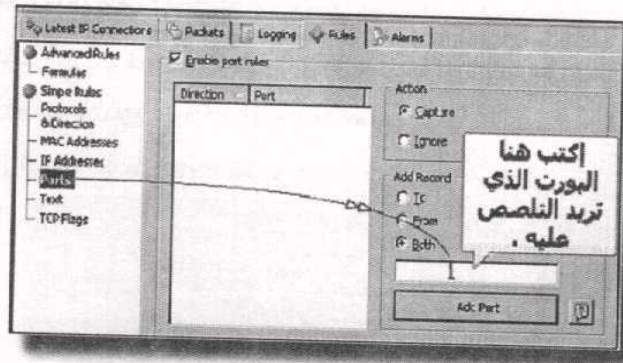 Latest IP Connections Packets Logging Rules Alarms
Advanced Rules
Formulas
Simple Rules
Protocols
& Direction
MAC Addresses
IP Addresses
Ports
Text
TCP Flags
Enable port rules
Direction Port
Action
Capture
Ignore
Add Record
To
From
Both
Add Port
إكتب هنا
البورت الذي
تريد التلصص
عليه .